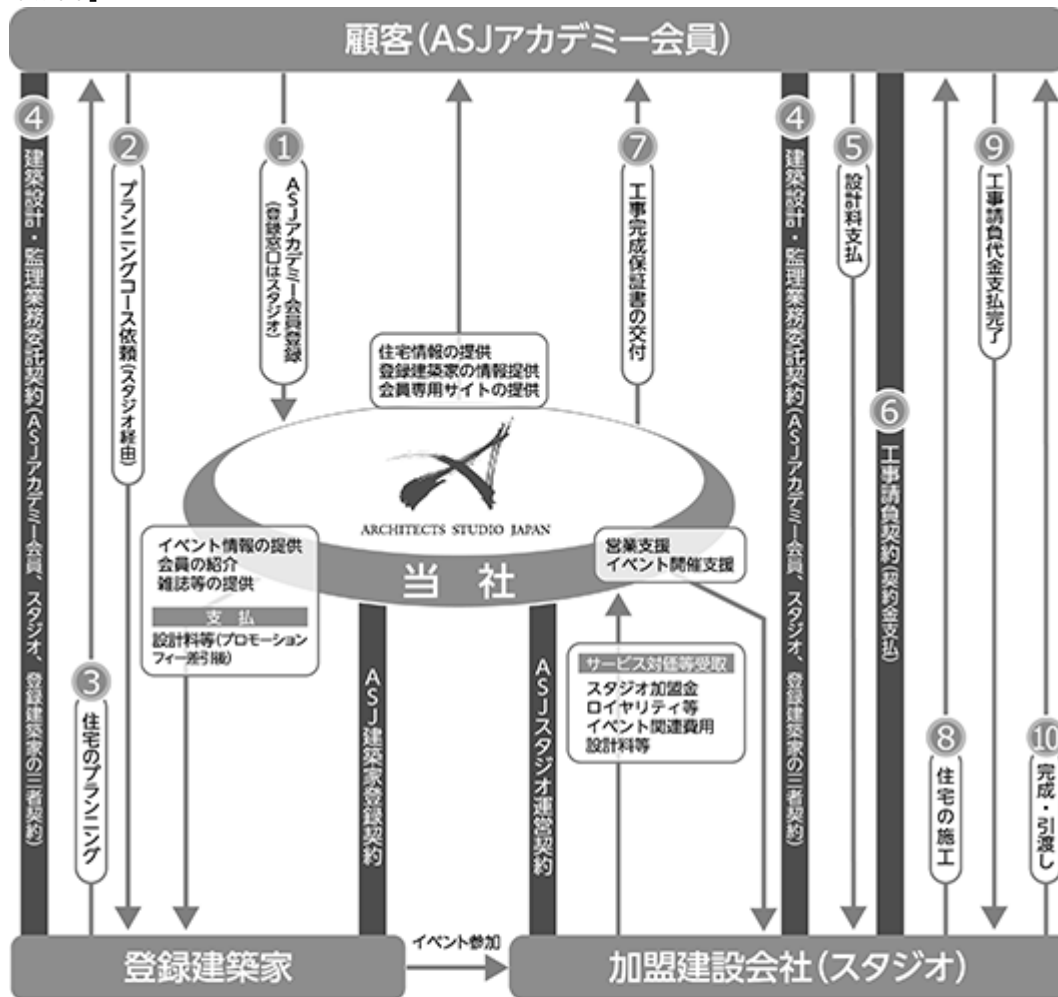 顧客(ASJアカデミー会員)
④ 建築設計・監理業務委託契約(ASJアカデミー会員、スタジオ、登録建築家の三者契約)
③ 住宅のプランニング
② プランニングコース依頼(スタジオ経由)
① ASJアカデミー会員登録
(登録窓口はスタジオ)
住宅情報の提供
登録建築家の情報提供
会員専用サイトの提供
⑦ 工事完成保証書の交付
④ 建築設計・監理業務委託契約(ASJアカデミー会員、スタジオ、登録建築家の三者契約)
⑤ 設計料支払
⑥ 工事請負契約(契約金支払)
⑧ 住宅の施工
⑨ 工事請負代金支払完了
⑩ 完成・引渡し
ARCHITECTS STUDIO JAPAN
当社
イベント情報の提供
会員の紹介
雑誌等の提供
支払
設計料等(プロモーション
フィー差引後)
営業支援
イベント開催支援
サービス対価等受取
スタジオ加盟金
ロイヤリティ等
イベント関連費用
設計料等
ASJ建築家登録契約
ASJスタジオ運営契約
登録建築家
イベント参加
加盟建設会社(スタジオ)